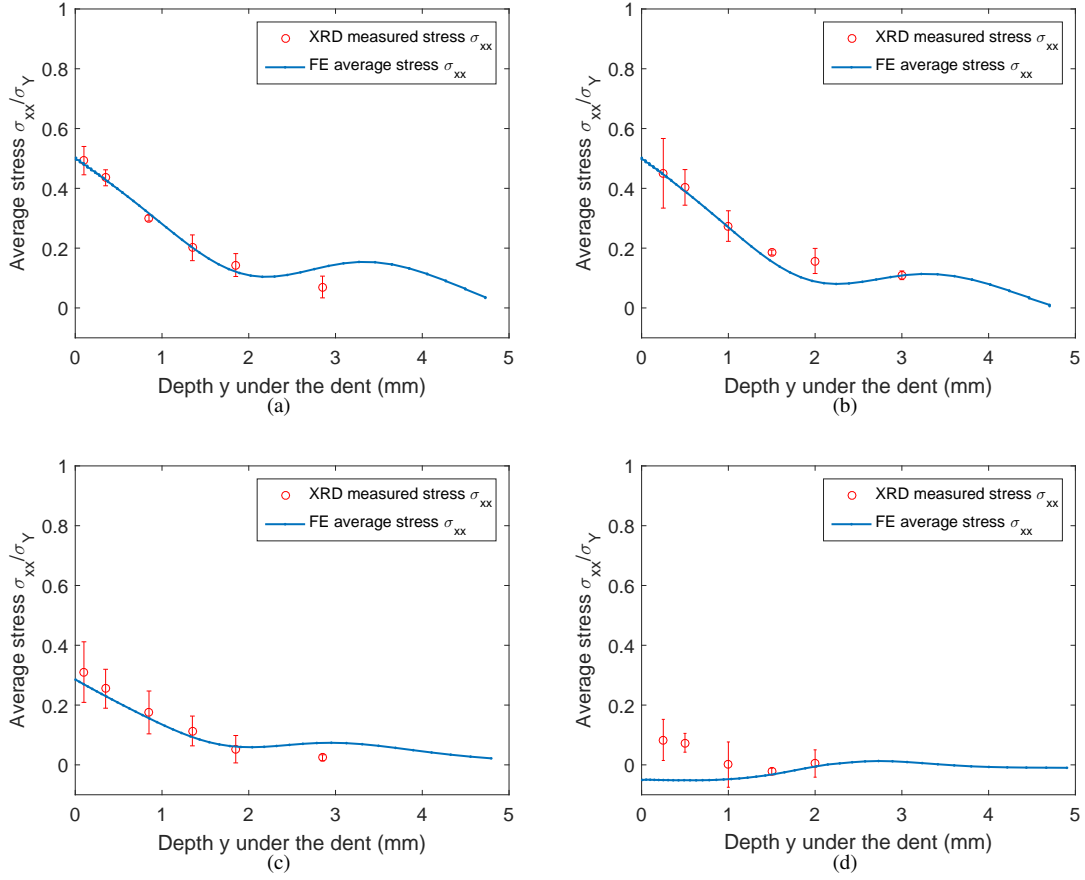 1
0.8
0.6
0.4
0.2
0
Average stress σxx/σY
XRD measured stress σxx
FE average stress σxx
0 1 2 3 4 5
Depth y under the dent (mm)
(a)
1
0.8
0.6
0.4
0.2
0
Average stress σxx/σY
XRD measured stress σxx
FE average stress σxx
0 1 2 3 4 5
Depth y under the dent (mm)
(b)
1
0.8
0.6
0.4
0.2
0
Average stress σxx/σY
XRD measured stress σxx
FE average stress σxx
0 1 2 3 4 5
Depth y under the dent (mm)
(c)
1
0.8
0.6
0.4
0.2
0
Average stress σxx/σY
XRD measured stress σxx
FE average stress σxx
0 1 2 3 4 5
Depth y under the dent (mm)
(d)